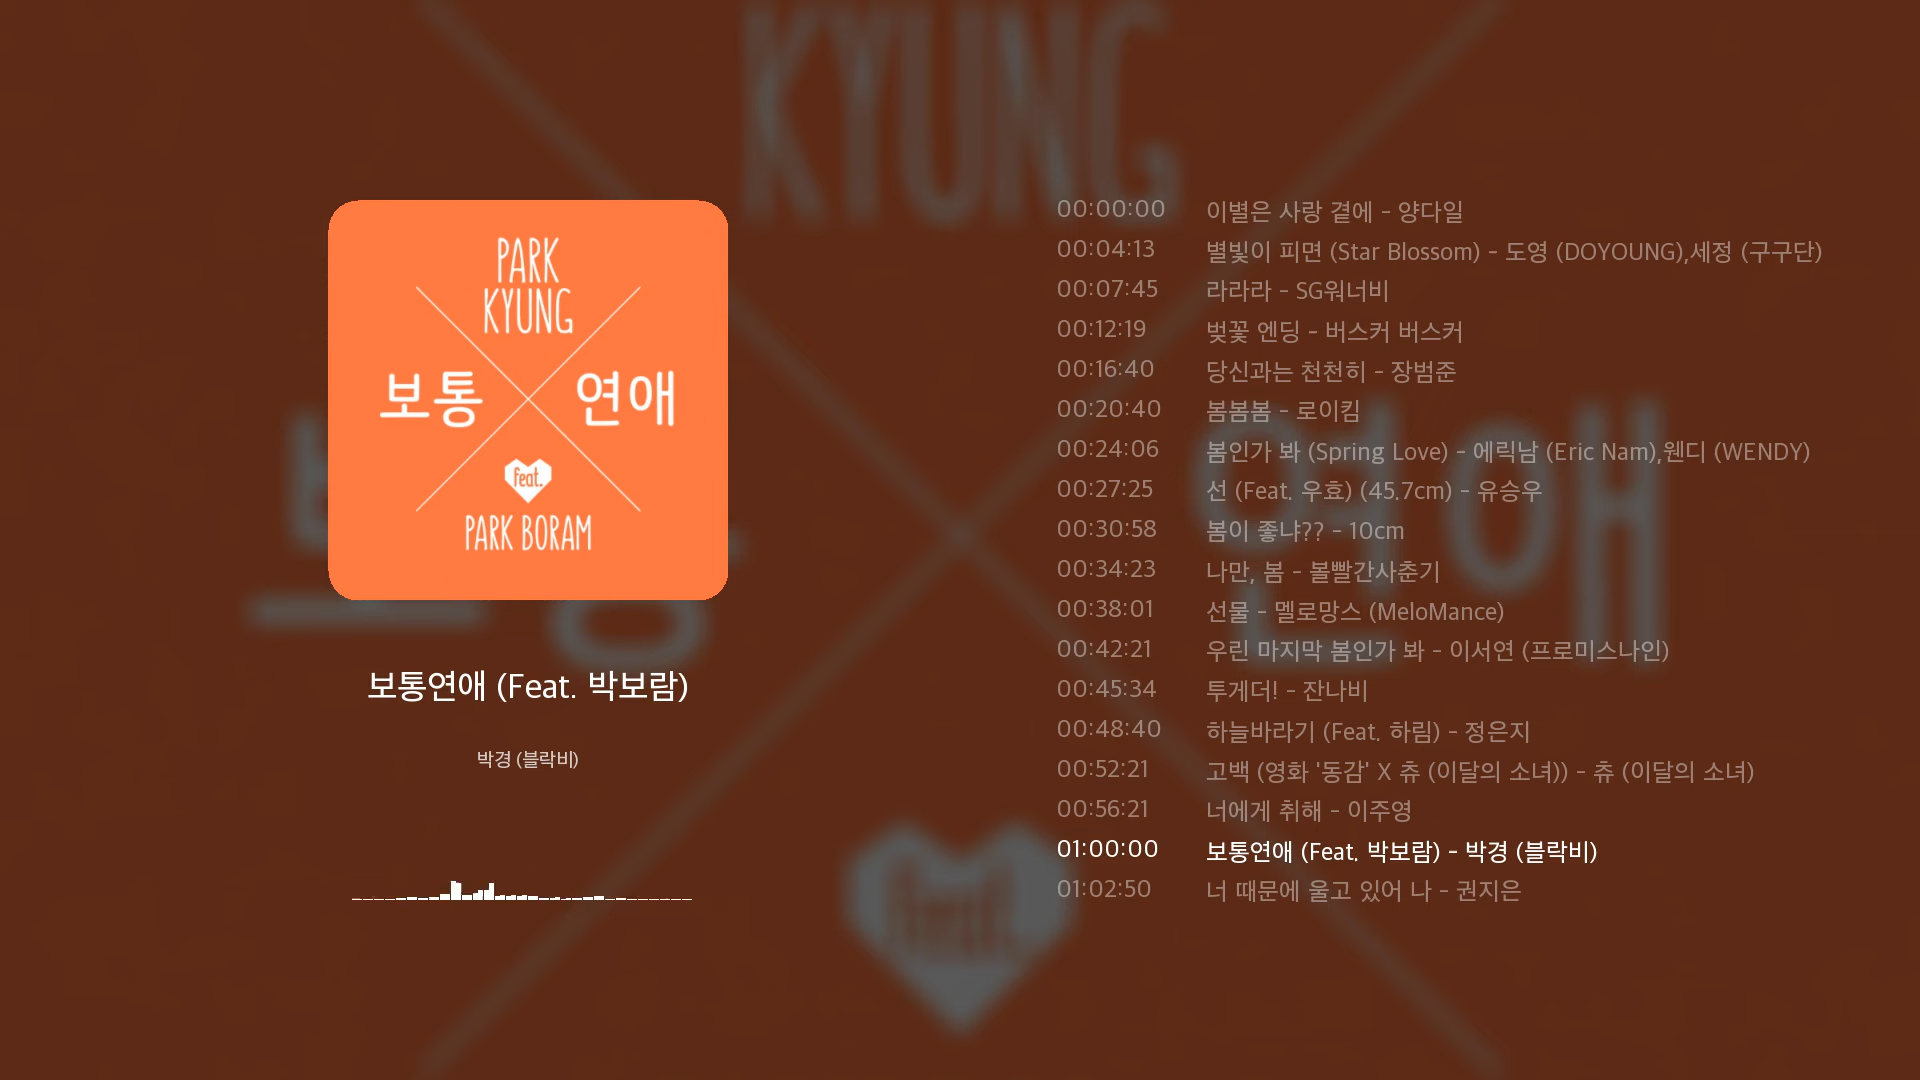 PARK
KYUNG
보통 연애
feat.
PARK BORAM
보통연애 (Feat. 박보람)
박경 (블락비)
00:00:00 이별은 사랑 곁에 - 양다일
00:04:13 별빛이 피면 (Star Blossom) - 도영 (DOYOUNG),세정 (구구단)
00:07:45 라라라 - SG워너비
00:12:19 벚꽃 엔딩 - 버스커 버스커
00:16:40 당신과는 천천히 - 장범준
00:20:40 봄봄봄 - 로이킴
00:24:06 봄인가 봐 (Spring Love) - 에릭남 (Eric Nam),웬디 (WENDY)
00:27:25 선 (Feat. 우효) (45.7cm) - 유승우
00:30:58 봄이 좋냐?? - 10cm
00:34:23 나만, 봄 - 볼빨간사춘기
00:38:01 선물 - 멜로망스 (MeloMance)
00:42:21 우린 마지막 봄인가 봐 - 이서연 (프로미스나인)
00:45:34 투게더! - 잔나비
00:48:40 하늘바라기 (Feat. 하림) - 정은지
00:52:21 고백 (영화 '동감' X 츄 (이달의 소녀)) - 츄 (이달의 소녀)
00:56:21 너에게 취해 - 이주영
01:00:00 보통연애 (Feat. 박보람) - 박경 (블락비)
01:02:50 너 때문에 울고 있어 나 - 권지은